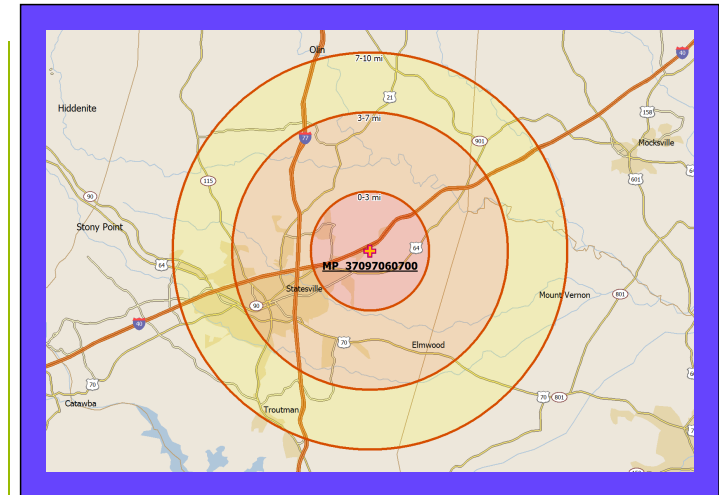 Olin
7-10 mi
40
21
Hiddenite
158
3-7 mi
77
901
Mocksville
115
601
90
0-3 mi
Stony Point
64
64
MP_37097060700
Statesville
Mount Vernon
801
90
40
70
Elmwood
70
Catawba
Troutman
70
801